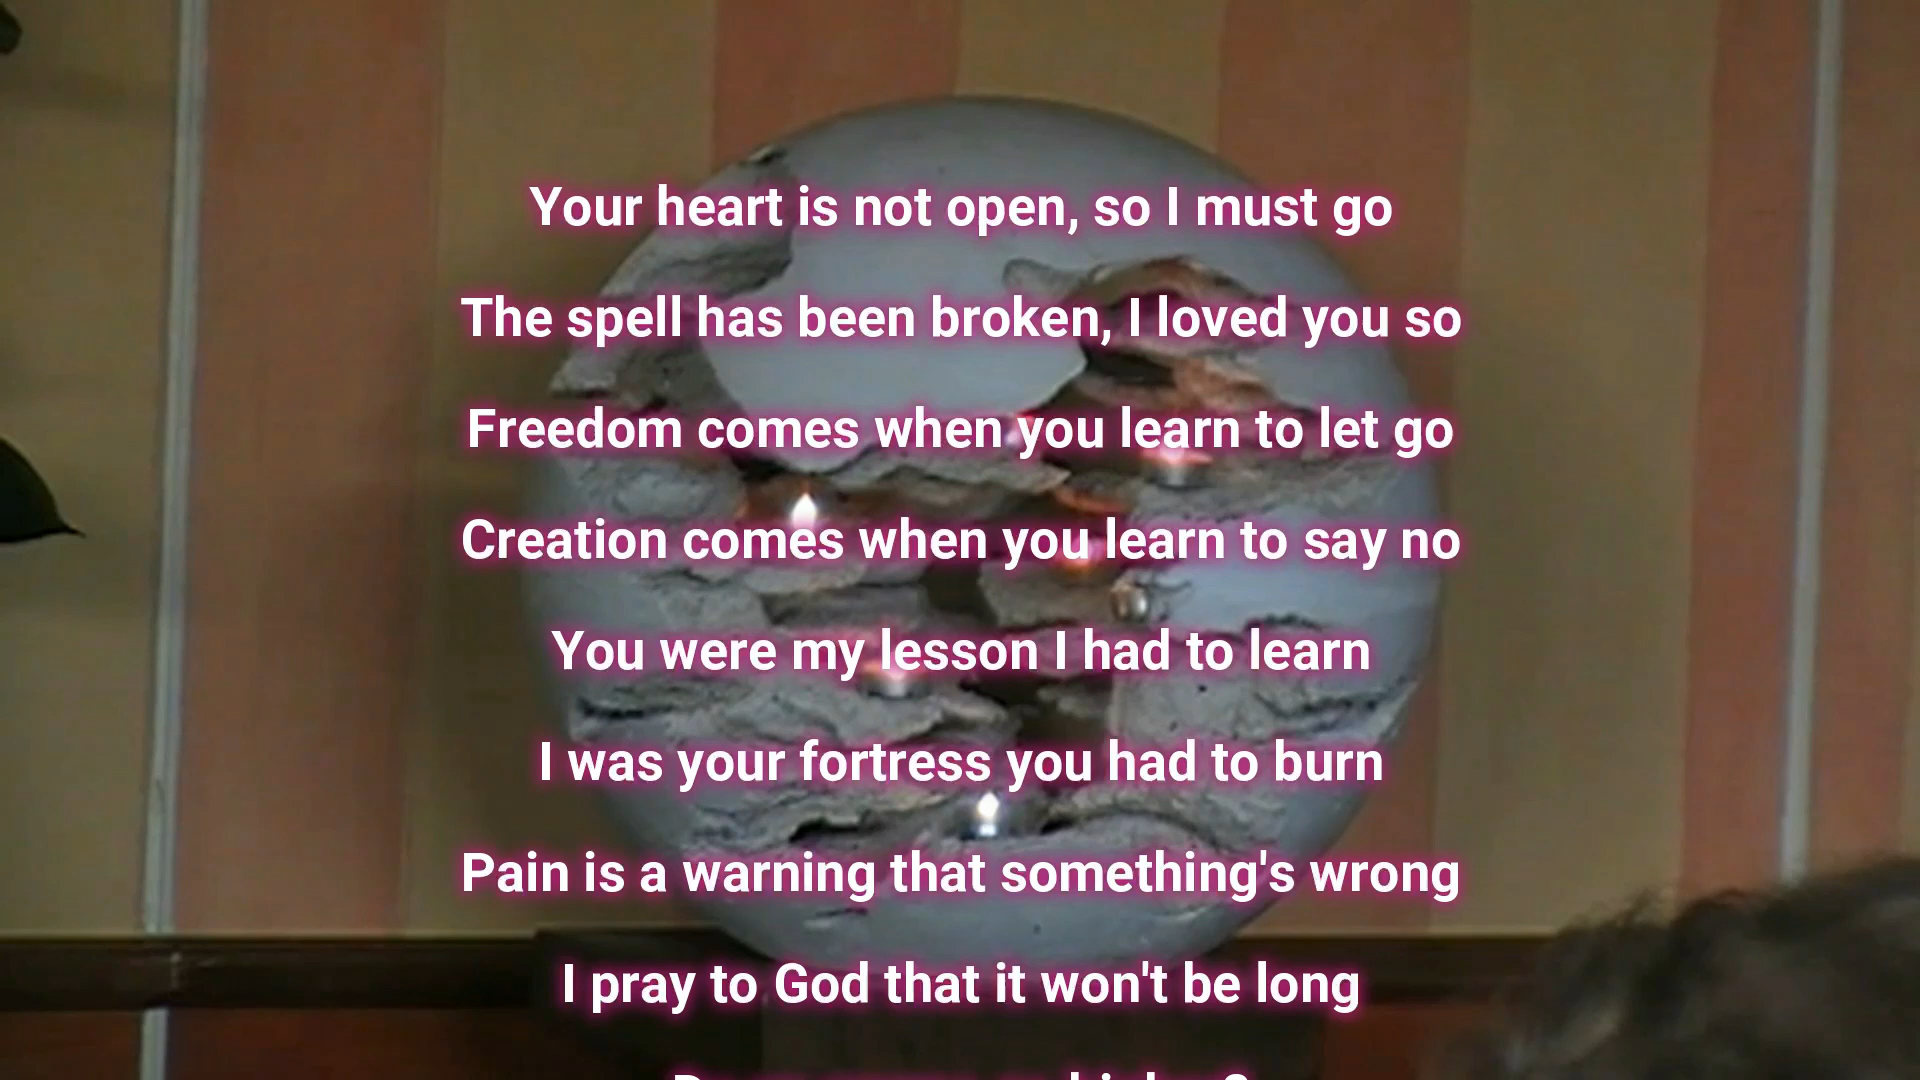 Your heart is not open, so I must go
The spell has been broken, I loved you so
Freedom comes when you learn to let go
Creation comes when you learn to say no
You were my lesson I had to learn
I was your fortress you had to burn
Pain is a warning that something's wrong
I pray to God that it won't be long